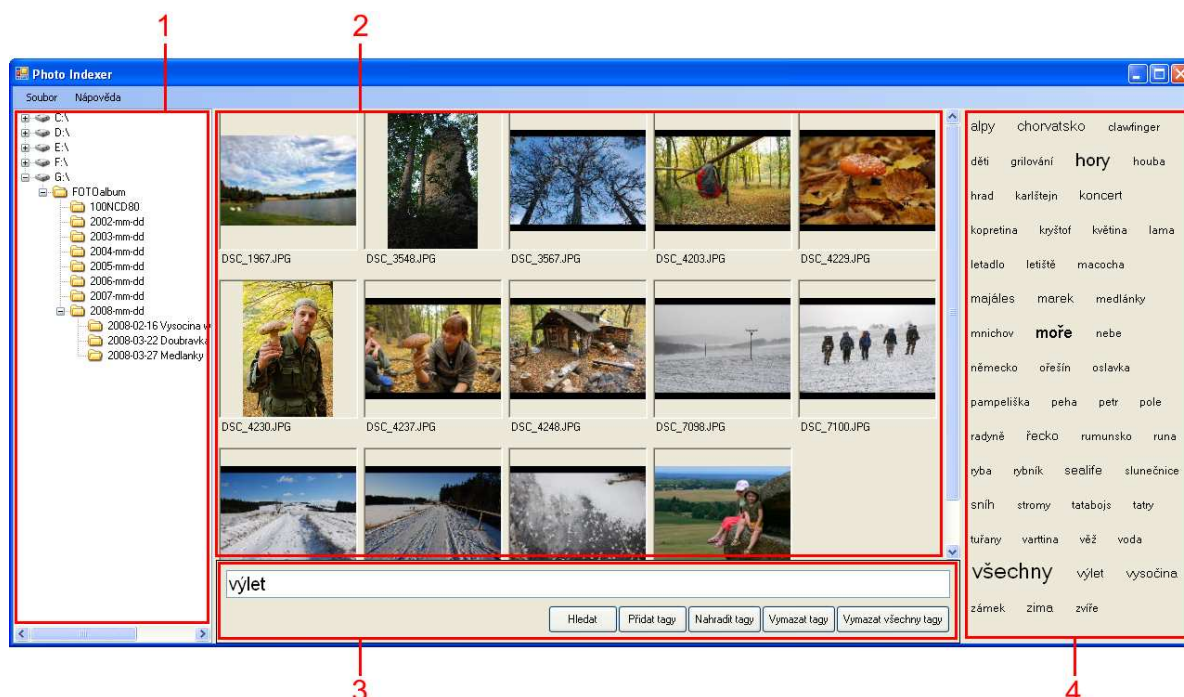 1
2
Photo Indexer
Soubor Nápověda
C:\
D:\
E:\
F:\
G:\
FOTOalbum
100NCD80
2002-mm-dd
2003-mm-dd
2004-mm-dd
2005-mm-dd
2006-mm-dd
2007-mm-dd
2008-mm-dd
2008-02-16 Vysocina
2008-03-22 Doubravka
2008-03-27 Medlanky
DSC_1967.JPG DSC_3548.JPG DSC_3567.JPG DSC_4203.JPG DSC_4229.JPG
DSC_4230.JPG DSC_4237.JPG DSC_4248.JPG DSC_7098.JPG DSC_7100.JPG
výlet
Hledat Přidat tagy Nahradit tagy Vymazat tagy Vymazat všechny tagy
alpy chorvatsko clawfinger
děti grilování hory houba
hrad karlštejn koncert
kopretina kryštof květina lama
letadlo letiště macocha
majáles marek medlánky
mnichov moře nebe
německo ořešín oslavka
pampeliška peha petr pole
radyně řecko rumunsko runa
ryba rybník sealife slunečnice
sníh stromy tatabojs tatry
tuřany varttina věž voda
všechny výlet vysočina
zámek zima zvíře
3
4